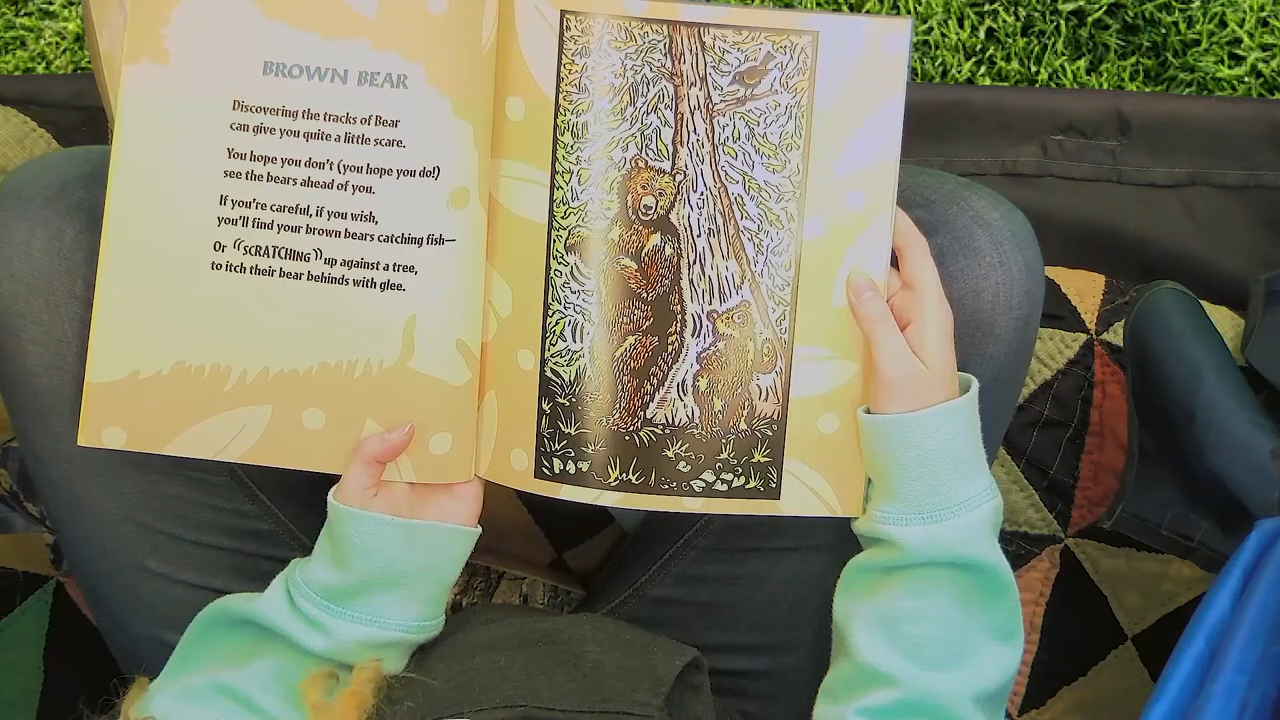 BROWN BEAR
Discovering the tracks of Bear
can give you quite a little scare.
You hope you don't (you hope you do!)
see the bears ahead of you.
If you're careful, if you wish,
you'll find your brown bears catching fish—
Or ((SCRATCHING)) up against a tree,
to itch their bear behinds with glee.